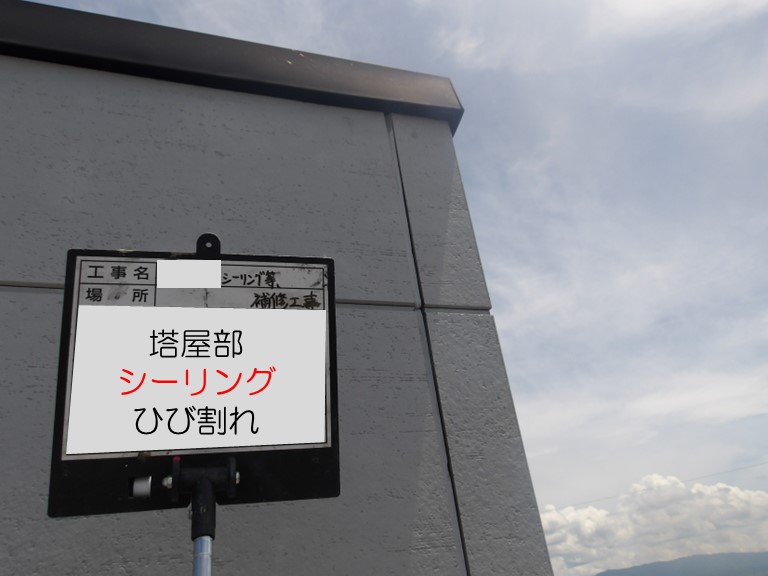 工事名 シーリング等
場所 補修工事
塔屋部
シーリング
ひび割れ